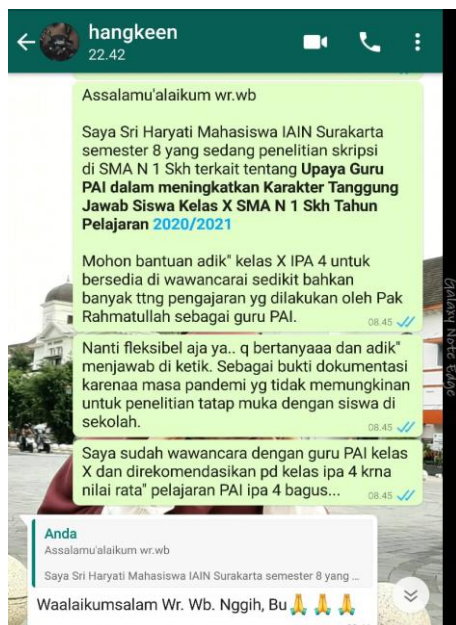 hangkeen
22.42
Assalamu'alaikum wr.wb
Saya Sri Haryati Mahasiswa IAIN Surakarta
semester 8 yang sedang penelitian skripsi
di SMA N 1 Skh terkait tentang Upaya Guru
PAI dalam meningkatkan Karakter Tanggung
Jawab Siswa Kelas X SMA N 1 Skh Tahun
Pelajaran 2020/2021
Mohon bantuan adik" kelas X IPA 4 untuk
bersedia di wawancarai sedikit bahkan
banyak ttng pengajaran yg dilakukan oleh Pak
Rahmatullah sebagai guru PAI.
08.45
Nanti fleksibel aja ya.. q bertanyaaa dan adik"
menjawab di ketik. Sebagai bukti dokumentasi
karenaa masa pandemi yg tidak memungkinan
untuk penelitian tatap muka dengan siswa di
sekolah.
08.45
Saya sudah wawancara dengan guru PAI kelas
X dan direkomendasikan pd kelas ipa 4 krna
nilai rata" pelajaran PAI ipa 4 bagus...
08.45
Anda
Assalamu'alaikum wr.wb
Saya Sri Haryati Mahasiswa IAIN Surakarta semester 8 yang ...
Waalaikumsalam Wr. Wb. Nggih, Bu🙏🙏🙏
Galaxy Note Edge